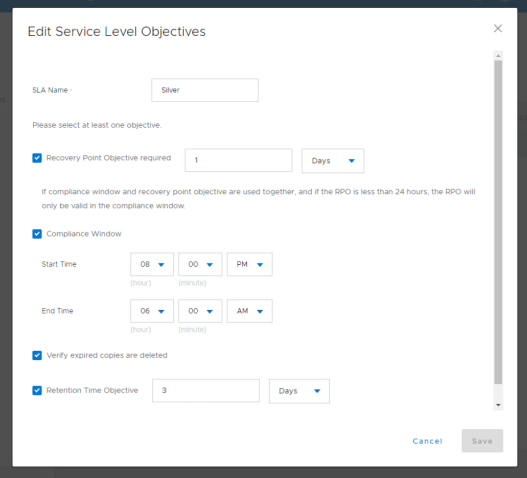 Edit Service Level Objectives
SLA Name
Silver
Please select at least one objective.
Recovery Point Objective required
1
Days
If compliance window and recovery point objective are used together, and if the RPO is less than 24 hours, the RPO will
only be valid in the compliance window.
Compliance Window
Start Time
08
00
PM
(hour)
(minute)
End Time
06
00
AM
(hour)
(minute)
Verify expired copies are deleted
Retention Time Objective
3
Days
Cancel
Save